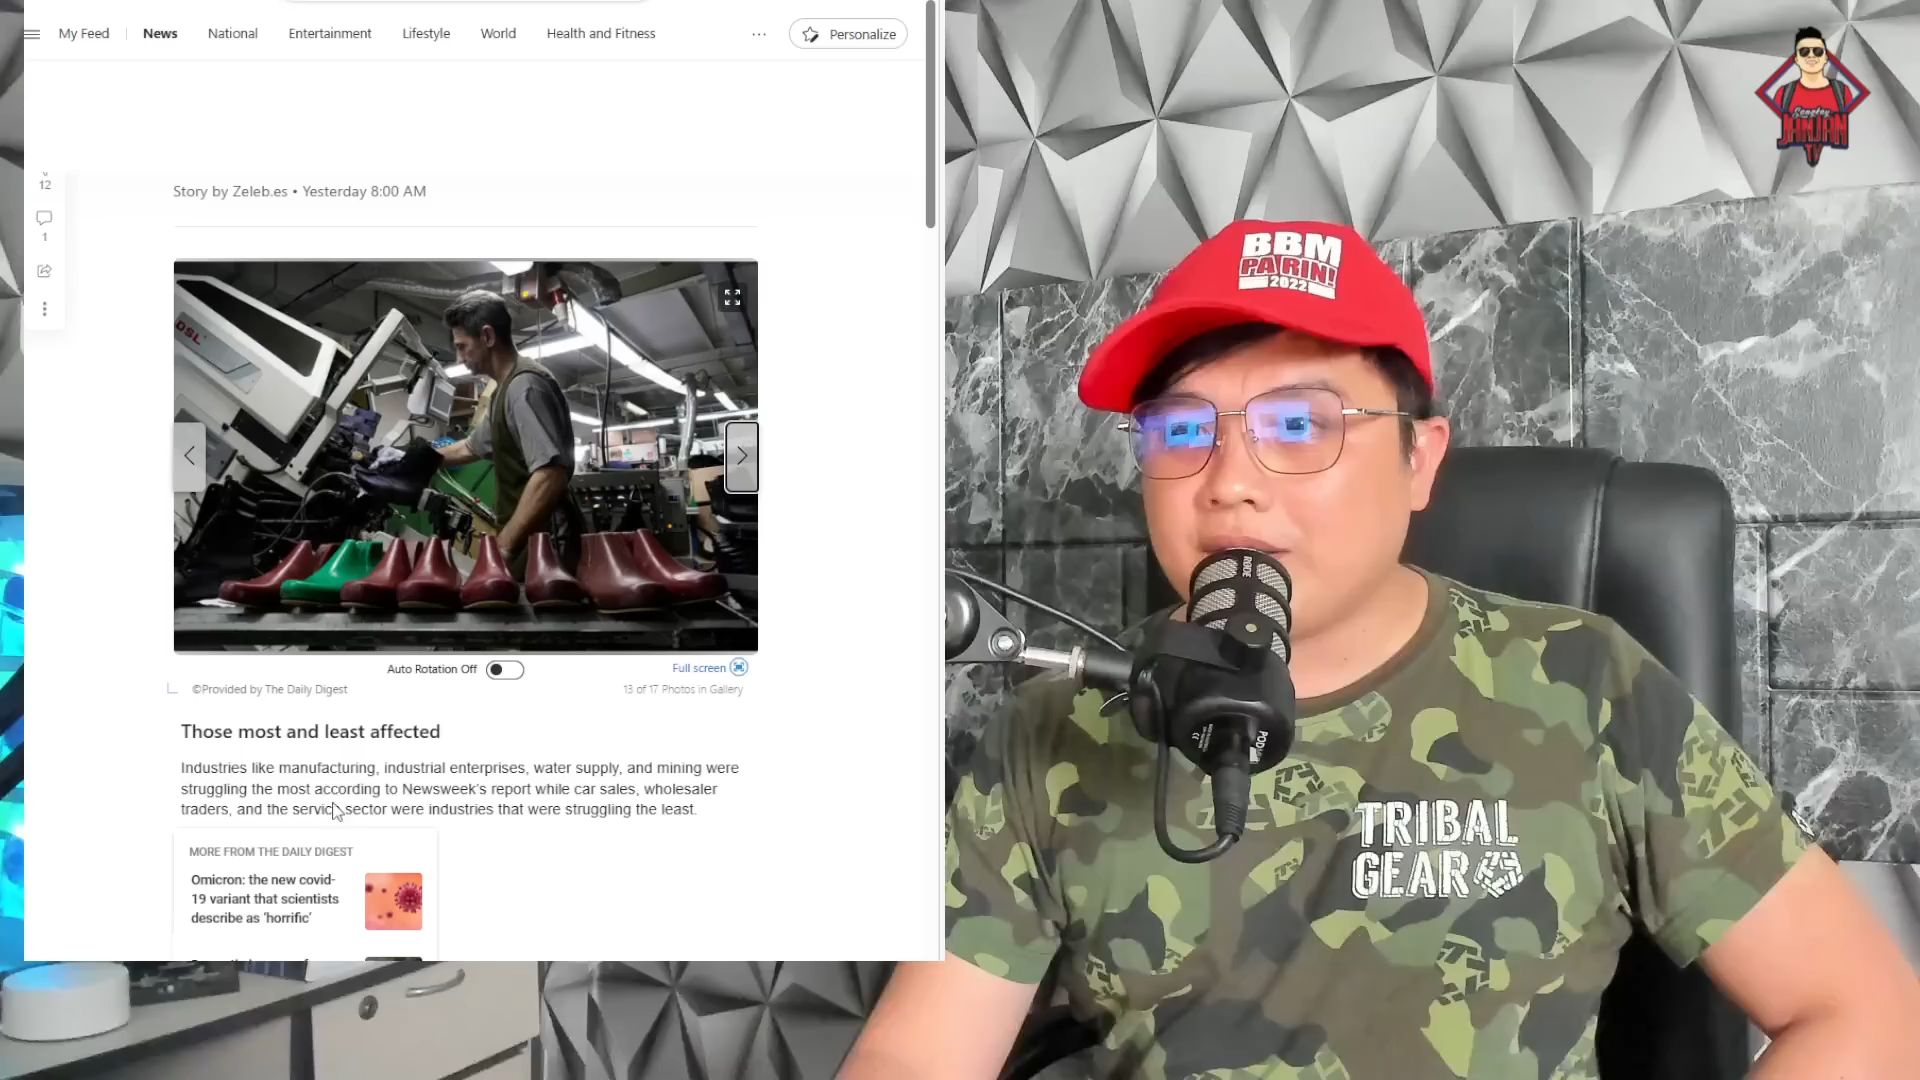 My Feed
News
National
Entertainment
Lifestyle
World
Health and Fitness
...
Personalize
12
1
Story by Zeleb.es • Yesterday 8:00 AM
DSL
Auto Rotation Off
Full screen
©Provided by The Daily Digest
13 of 17 Photos in Gallery
Those most and least affected
Industries like manufacturing, industrial enterprises, water supply, and mining were
struggling the most according to Newsweek's report while car sales, wholesaler
traders, and the service sector were industries that were struggling the least.
MORE FROM THE DAILY DIGEST
Omicron: the new covid-
19 variant that scientists
describe as 'horrific'
JANJAN
TV
BBM
PA RIN!
2022
RØDE
TRIBAL
GEAR